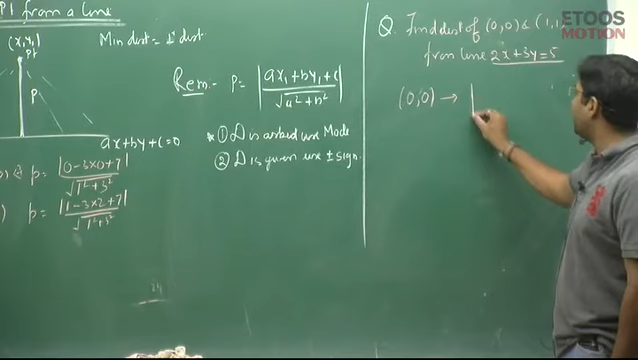 Pt from a line
(x₁,y₁)
Pt
P
Min dist = ⊥ʳ dist
ax+by+c=0
p = |0-3x0+7| / √1²+3²
p = |1-3x2+7| / √1²+3²
Rem:- P = |ax₁+by₁+c / √a²+b²|
① D is asked use Mode
② D is given use ± sign.
Q. Find dist of (0,0) & (1,1)
from line 2x+3y=5
(0,0) →
ETOOS
MOTION